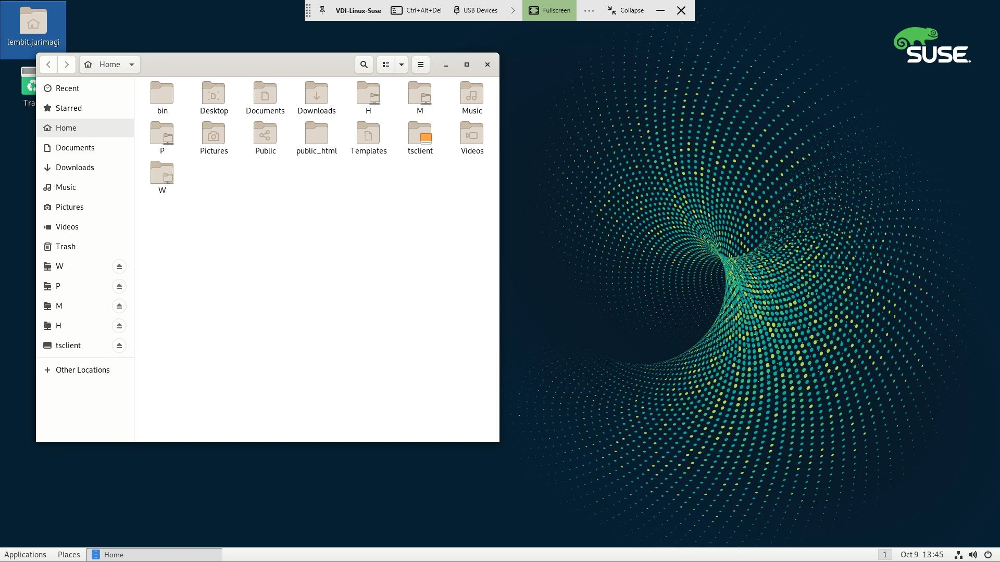 VDI-Linux-Suse Ctrl+Alt+Del USB Devices Fullscreen ... Collapse
lembit.jurimagi
SUSE.
Home
Recent
Starred
Home
Documents
Downloads
Music
Pictures
Videos
Trash
W
P
M
H
tsclient
Other Locations
bin Desktop Documents Downloads H M Music
P Pictures Public public_html Templates tsclient Videos
W
Tra
Applications Places Home 1 Oct 9 13:45